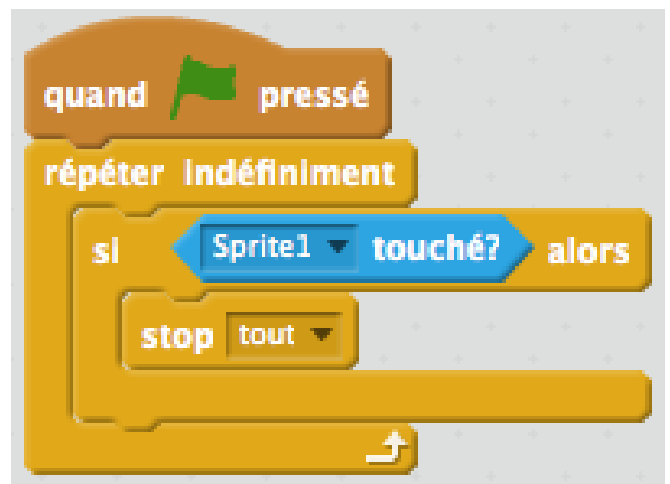 quand pressé
répéter indéfiniment
si Sprite1 touché? alors
stop tout